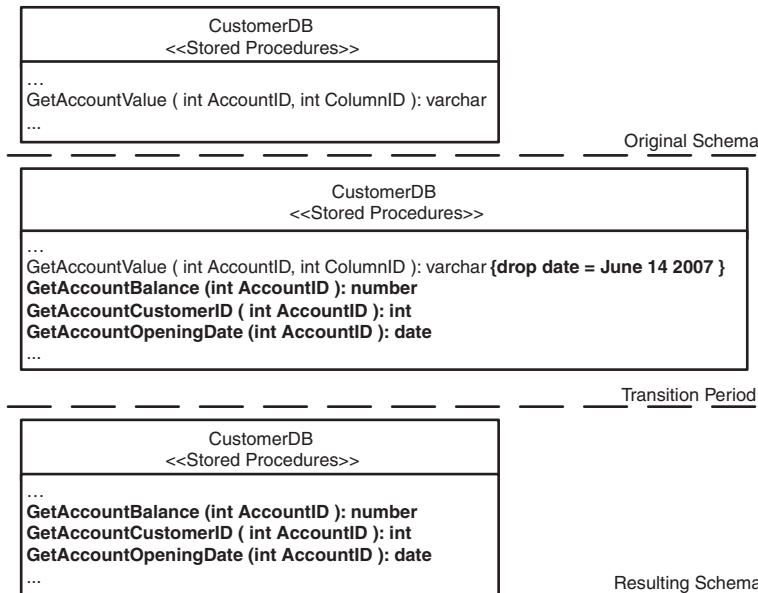 CustomerDB
<<Stored Procedures>>
…
GetAccountValue ( int AccountID, int ColumnID ): varchar
...
Original Schema
CustomerDB
<<Stored Procedures>>
…
GetAccountValue ( int AccountID, int ColumnID ): varchar {drop date = June 14 2007 }
GetAccountBalance (int AccountID ): number
GetAccountCustomerID ( int AccountID ): int
GetAccountOpeningDate (int AccountID ): date
...
Transition Period
CustomerDB
<<Stored Procedures>>
…
GetAccountBalance (int AccountID ): number
GetAccountCustomerID ( int AccountID ): int
GetAccountOpeningDate (int AccountID ): date
...
Resulting Schema